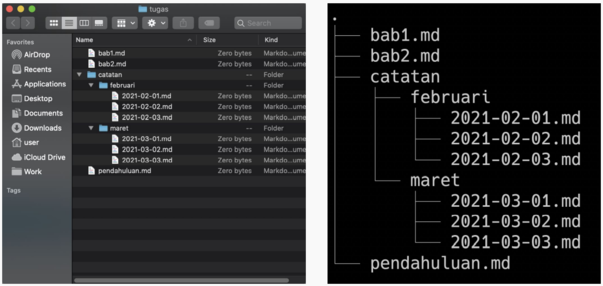 tugas
Search
Favorites
AirDrop
Recents
Applications
Desktop
Documents
Downloads
user
iCloud Drive
Work
Tags
Name Size Kind
bab1.md Zero bytes Markdo...ume
bab2.md Zero bytes Markdo...ume
catatan -- Folder
februari -- Folder
2021-02-01.md Zero bytes Markdo...ume
2021-02-02.md Zero bytes Markdo...ume
2021-02-03.md Zero bytes Markdo...ume
maret -- Folder
2021-03-01.md Zero bytes Markdo...ume
2021-03-02.md Zero bytes Markdo...ume
2021-03-03.md Zero bytes Markdo...ume
pendahuluan.md Zero bytes Markdo...ume
.
├── bab1.md
├── bab2.md
├── catatan
│   ├── februari
│   │   ├── 2021-02-01.md
│   │   ├── 2021-02-02.md
│   │   └── 2021-02-03.md
│   └── maret
│       ├── 2021-03-01.md
│       ├── 2021-03-02.md
│       └── 2021-03-03.md
└── pendahuluan.md